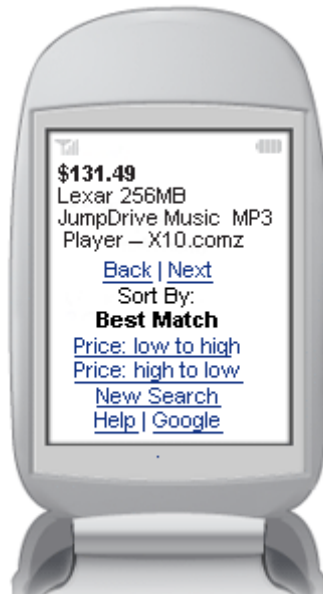 $131.49
Lexar 256MB
JumpDrive Music MP3
Player – X10.comz
Back | Next
Sort By:
Best Match
Price: low to high
Price: high to low
New Search
Help | Google